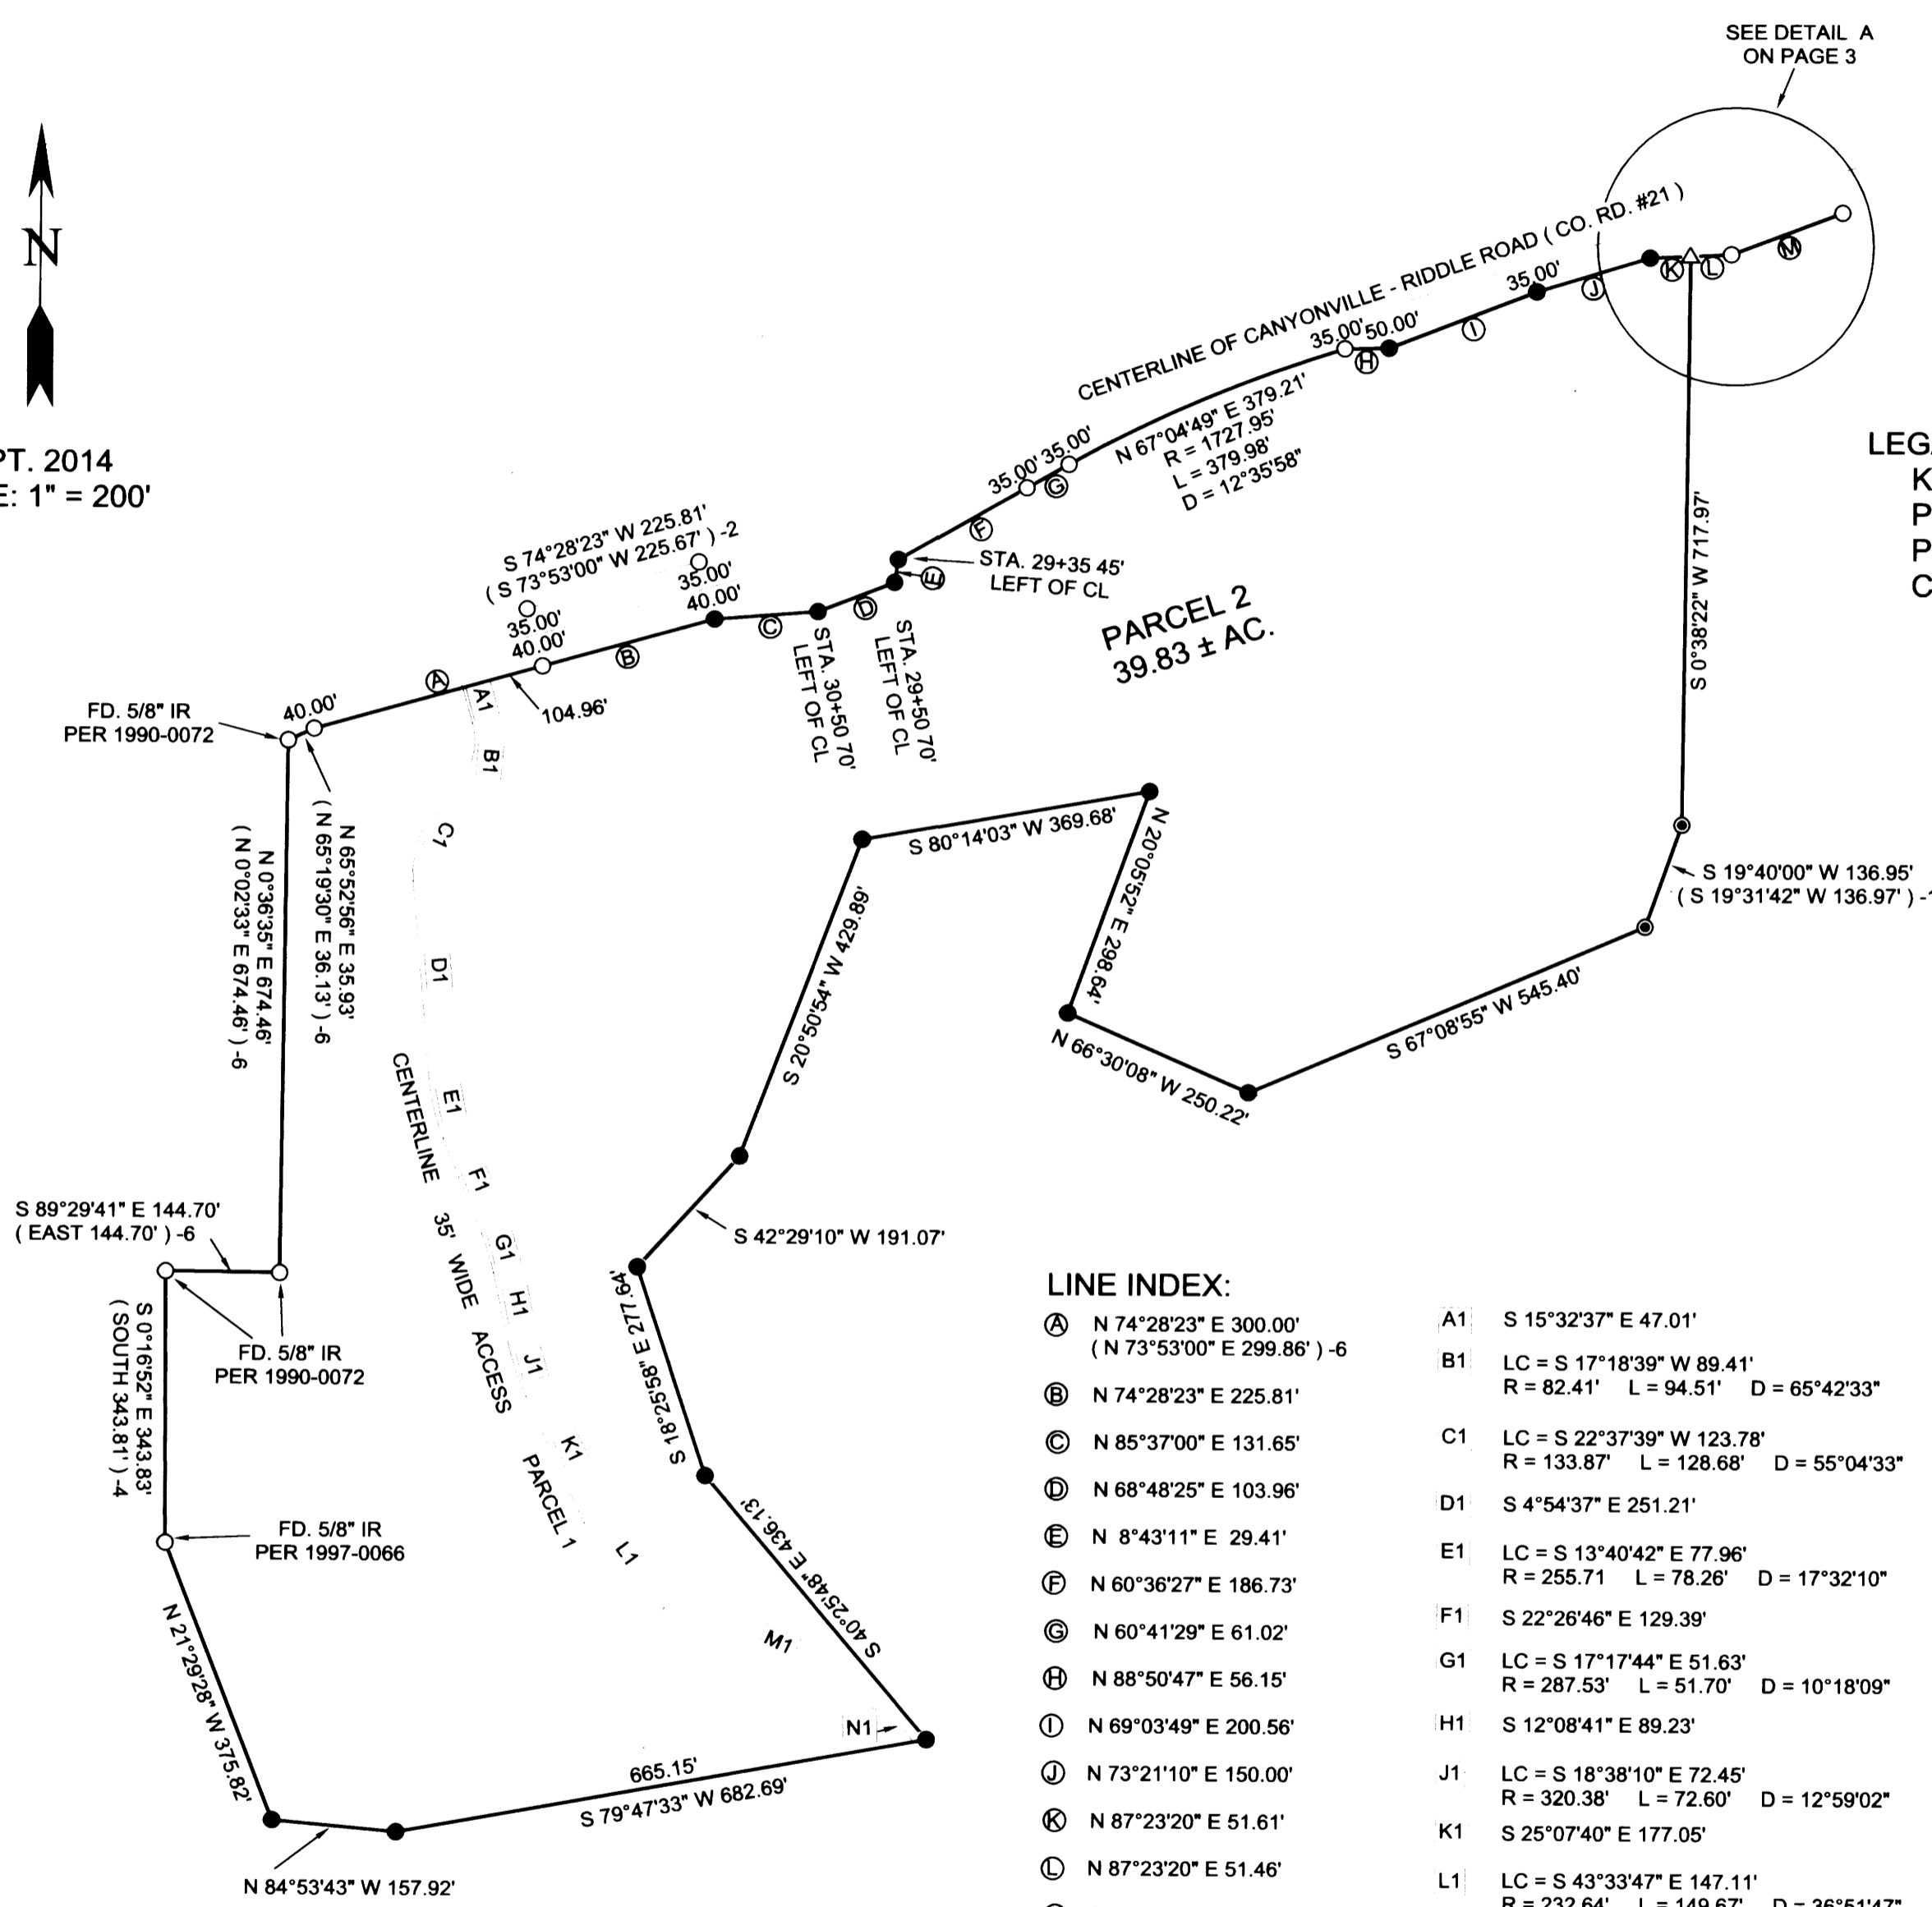 SEE DETAIL A
ON PAGE 3
N
PT. 2014
E: 1" = 200'
CENTERLINE OF CANYONVILLE - RIDDLE ROAD ( CO. RD. #21 )
K
L
M
J
35.00'
I
35.00' 50.00'
H
N 67°04'49" E 379.21'
R = 1727.95'
L = 379.98'
D = 12°35'58"
35.00' 35.00'
G
F
STA. 29+35 45'
LEFT OF CL
E
D
STA. 29+50 70'
LEFT OF CL
STA. 30+50 70'
LEFT OF CL
S 74°28'23" W 225.81'
( S 73°53'00" W 225.67' ) -2
35.00'
40.00'
35.00'
40.00'
C
B
A
104.96'
40.00'
FD. 5/8" IR
PER 1990-0072
A1
B1
C1
D1
E1
F1
G1
H1
J1
K1
L1
M1
N1
CENTERLINE 35' WIDE ACCESS PARCEL 1
PARCEL 2
39.83 ± AC.
LEG
K
P
P
C
S 0°38'22" W 717.97'
S 19°40'00" W 136.95'
( S 19°31'42" W 136.97' ) -1
S 67°08'55" W 545.40'
N 66°30'08" W 250.22'
N 20°05'52" E 298.64'
S 80°14'03" W 369.68'
S 20°50'54" W 429.89'
S 42°29'10" W 191.07'
S 18°25'58" E 277.64'
S 40°25'48" E 436.13'
665.15'
S 79°47'33" W 682.69'
N 84°53'43" W 157.92'
N 21°29'28" W 375.82'
FD. 5/8" IR
PER 1997-0066
S 0°16'52" E 343.83'
( SOUTH 343.81' ) -4
FD. 5/8" IR
PER 1990-0072
S 89°29'41" E 144.70'
( EAST 144.70' ) -6
N 0°36'35" E 674.46'
( N 0°02'33" E 674.46' ) -6
N 65°52'56" E 35.93'
( N 65°19'30" E 36.13' ) -6
LINE INDEX:
A N 74°28'23" E 300.00'
( N 73°53'00" E 299.86' ) -6
B N 74°28'23" E 225.81'
C N 85°37'00" E 131.65'
D N 68°48'25" E 103.96'
E N 8°43'11" E 29.41'
F N 60°36'27" E 186.73'
G N 60°41'29" E 61.02'
H N 88°50'47" E 56.15'
I N 69°03'49" E 200.56'
J N 73°21'10" E 150.00'
K N 87°23'20" E 51.61'
L N 87°23'20" E 51.46'
A1 S 15°32'37" E 47.01'
B1 LC = S 17°18'39" W 89.41'
R = 82.41' L = 94.51' D = 65°42'33"
C1 LC = S 22°37'39" W 123.78'
R = 133.87' L = 128.68' D = 55°04'33"
D1 S 4°54'37" E 251.21'
E1 LC = S 13°40'42" E 77.96'
R = 255.71 L = 78.26' D = 17°32'10"
F1 S 22°26'46" E 129.39'
G1 LC = S 17°17'44" E 51.63'
R = 287.53' L = 51.70' D = 10°18'09"
H1 S 12°08'41" E 89.23'
J1 LC = S 18°38'10" E 72.45'
R = 320.38' L = 72.60' D = 12°59'02"
K1 S 25°07'40" E 177.05'
L1 LC = S 43°33'47" E 147.11'
R = 232.64' L = 149.67' D = 36°51'47"